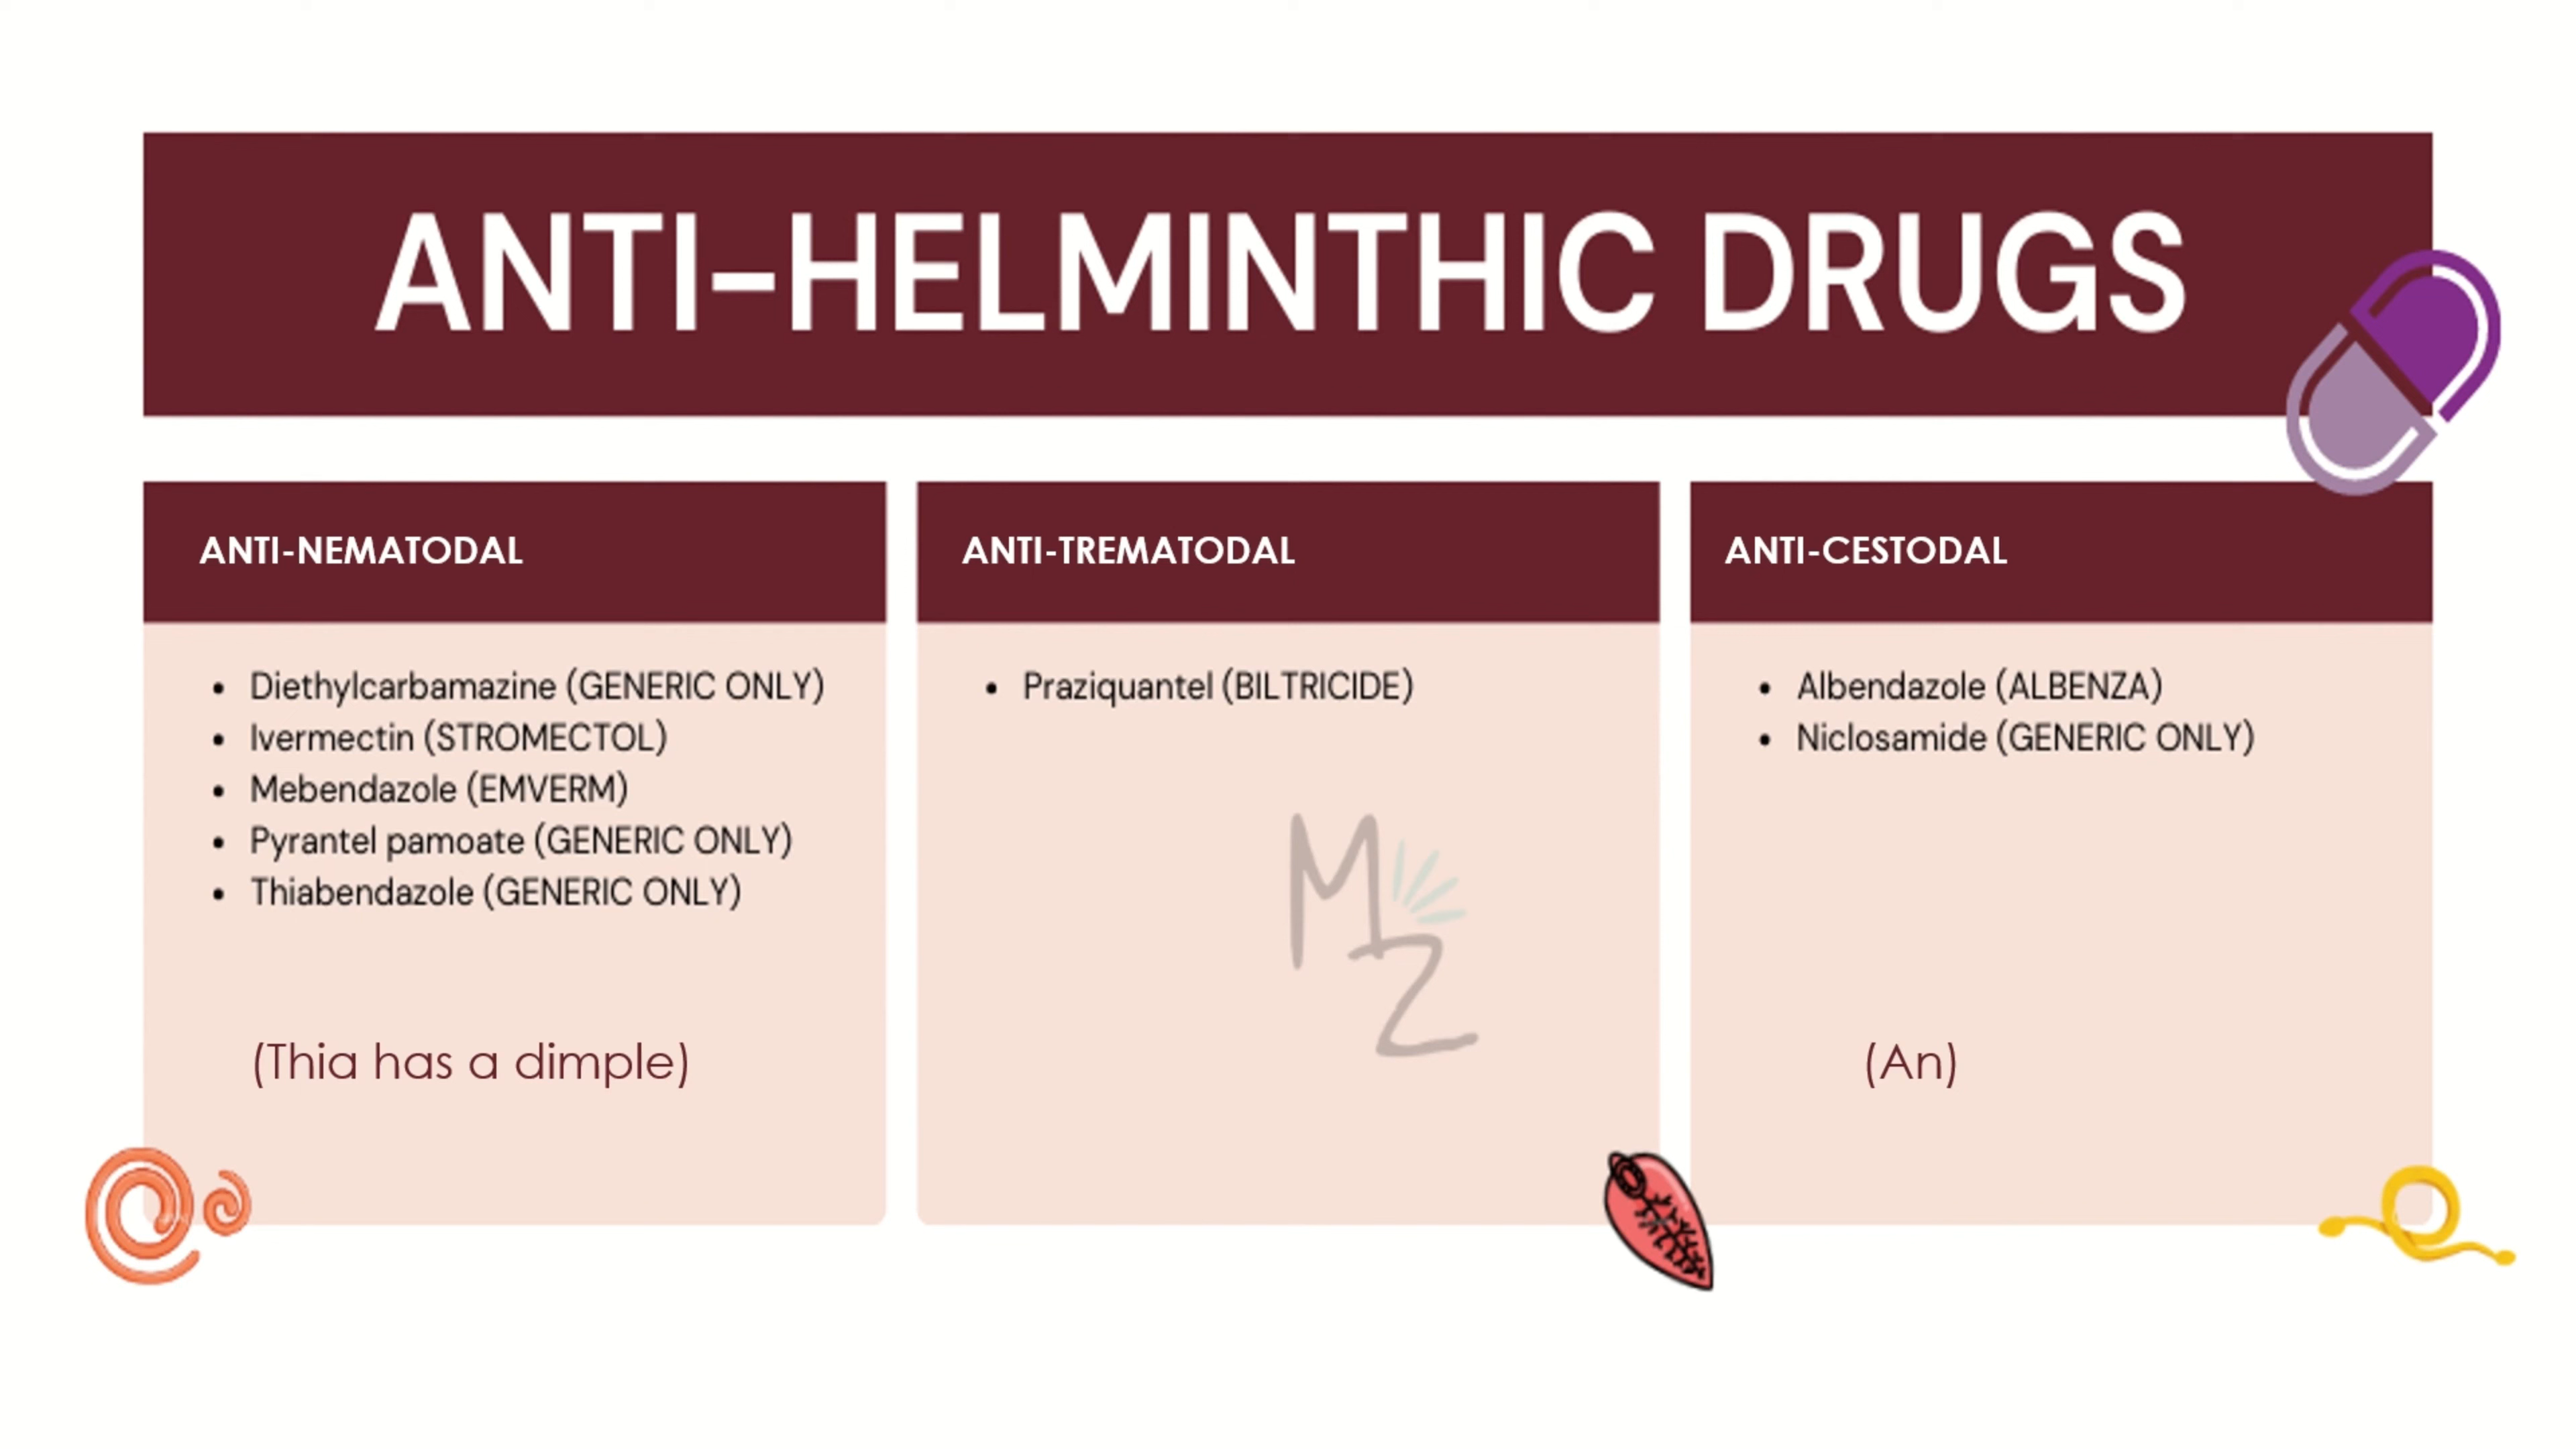 ANTI-HELMINTHIC DRUGS
ANTI-NEMATODAL
• Diethylcarbamazine (GENERIC ONLY)
• Ivermectin (STROMECTOL)
• Mebendazole (EMVERM)
• Pyrantel pamoate (GENERIC ONLY)
• Thiabendazole (GENERIC ONLY)
(Thia has a dimple)
ANTI-TREMATODAL
• Praziquantel (BILTRICIDE)
MZ
ANTI-CESTODAL
• Albendazole (ALBENZA)
• Niclosamide (GENERIC ONLY)
(An)